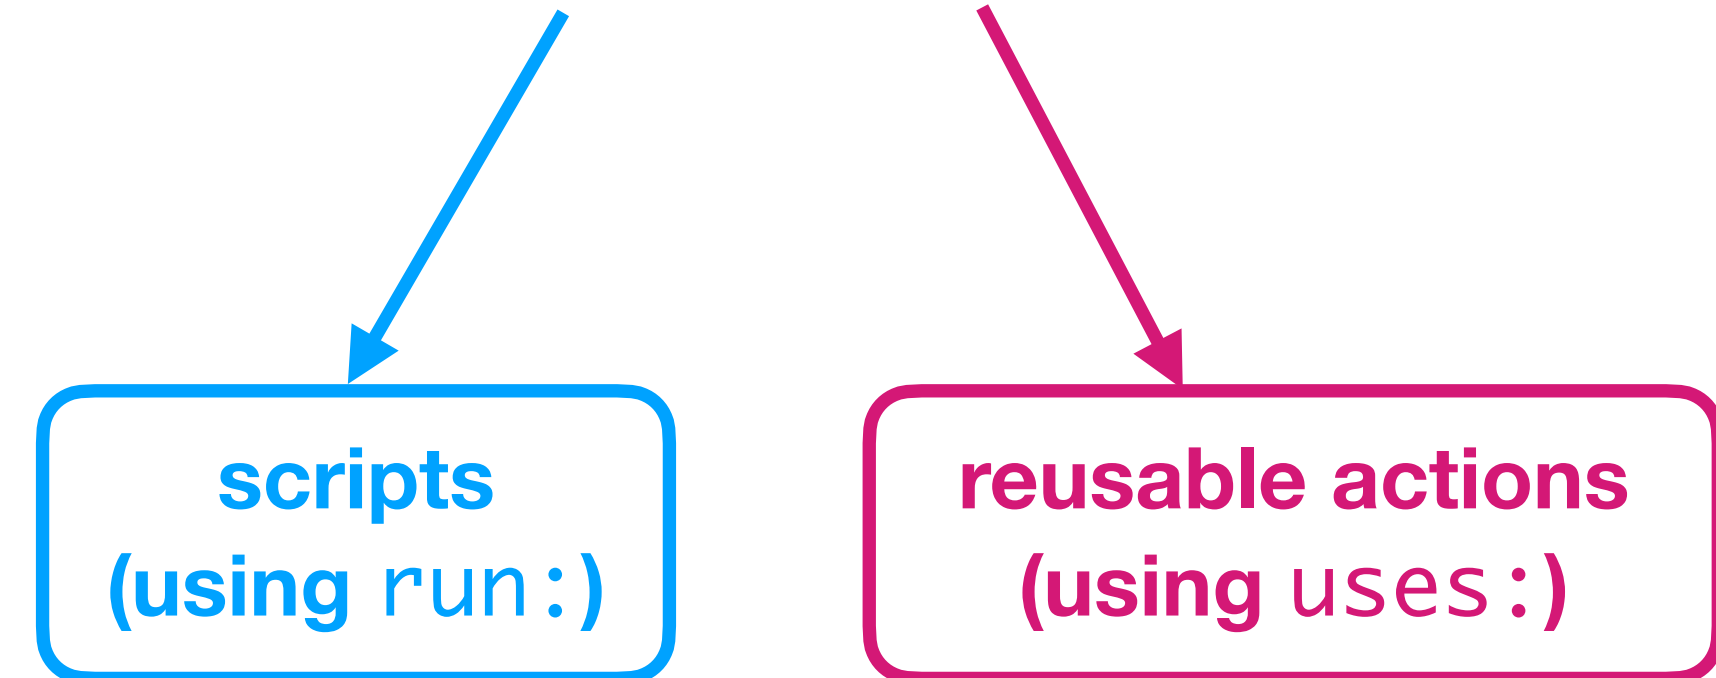 scripts
(using run:)
reusable actions
(using uses:)